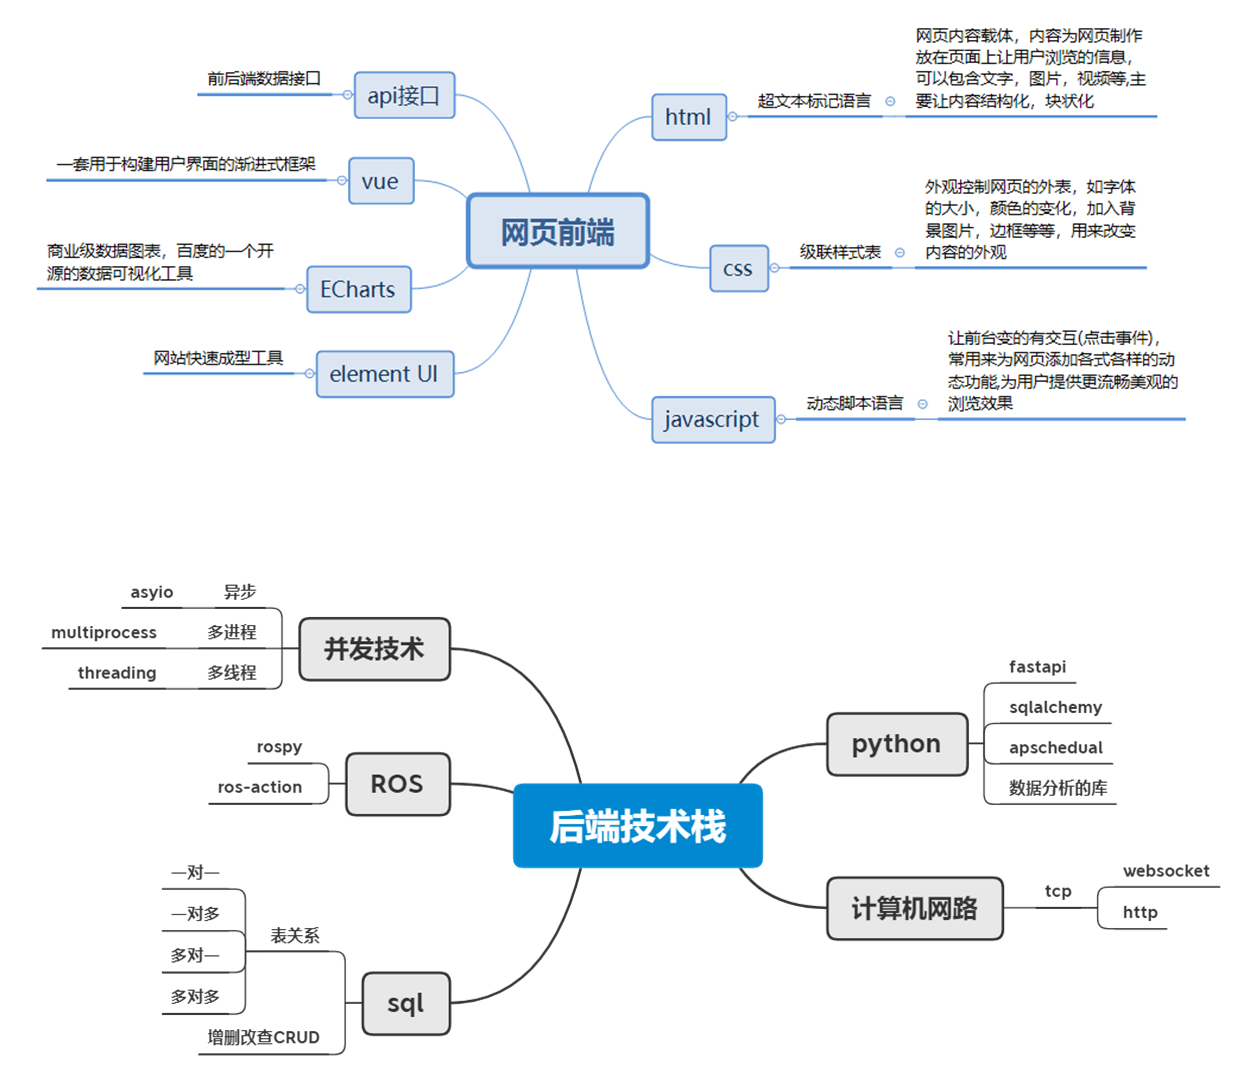 网页前端
api接口
前后端数据接口
vue
一套用于构建用户界面的渐进式框架
ECharts
商业级数据图表，百度的一个开
源的数据可视化工具
element UI
网站快速成型工具
html
超文本标记语言
网页内容载体，内容为网页制作
放在页面上让用户浏览的信息，
可以包含文字，图片，视频等,主
要让内容结构化，块状化
css
级联样式表
外观控制网页的外表，如字体
的大小，颜色的变化，加入背
景图片，边框等等，用来改变
内容的外观
javascript
动态脚本语言
让前台变的有交互(点击事件)，
常用来为网页添加各式各样的动
态功能,为用户提供更流畅美观的
浏览效果
后端技术栈
并发技术
异步
asyio
多进程
multiprocess
多线程
threading
ROS
rospy
ros-action
sql
表关系
一对一
一对多
多对一
多对多
增删改查CRUD
python
fastapi
sqlalchemy
apschedual
数据分析的库
计算机网路
tcp
websocket
http